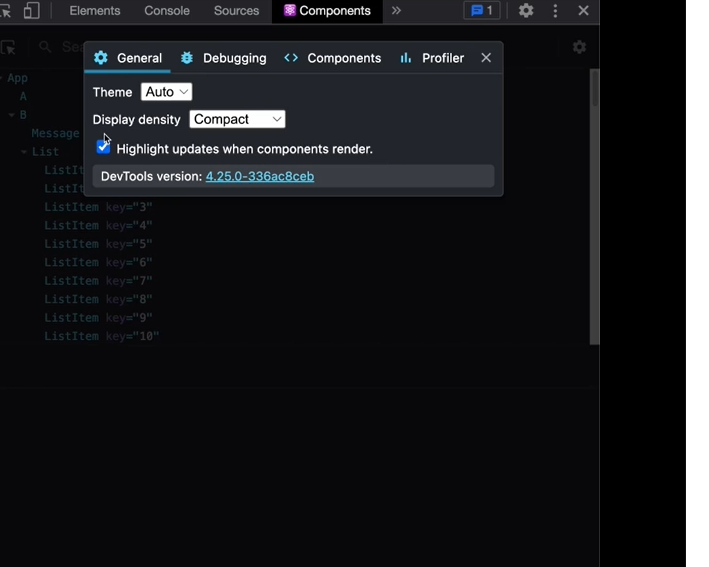 Elements Console Sources Components » 1
Sea
General Debugging Components Profiler
Theme Auto
Display density Compact
Highlight updates when components render.
DevTools version: 4.25.0-336ac8ceb
App
A
B
Message
List
ListIt
ListIt
ListItem key="3"
ListItem key="4"
ListItem key="5"
ListItem key="6"
ListItem key="7"
ListItem key="8"
ListItem key="9"
ListItem key="10"